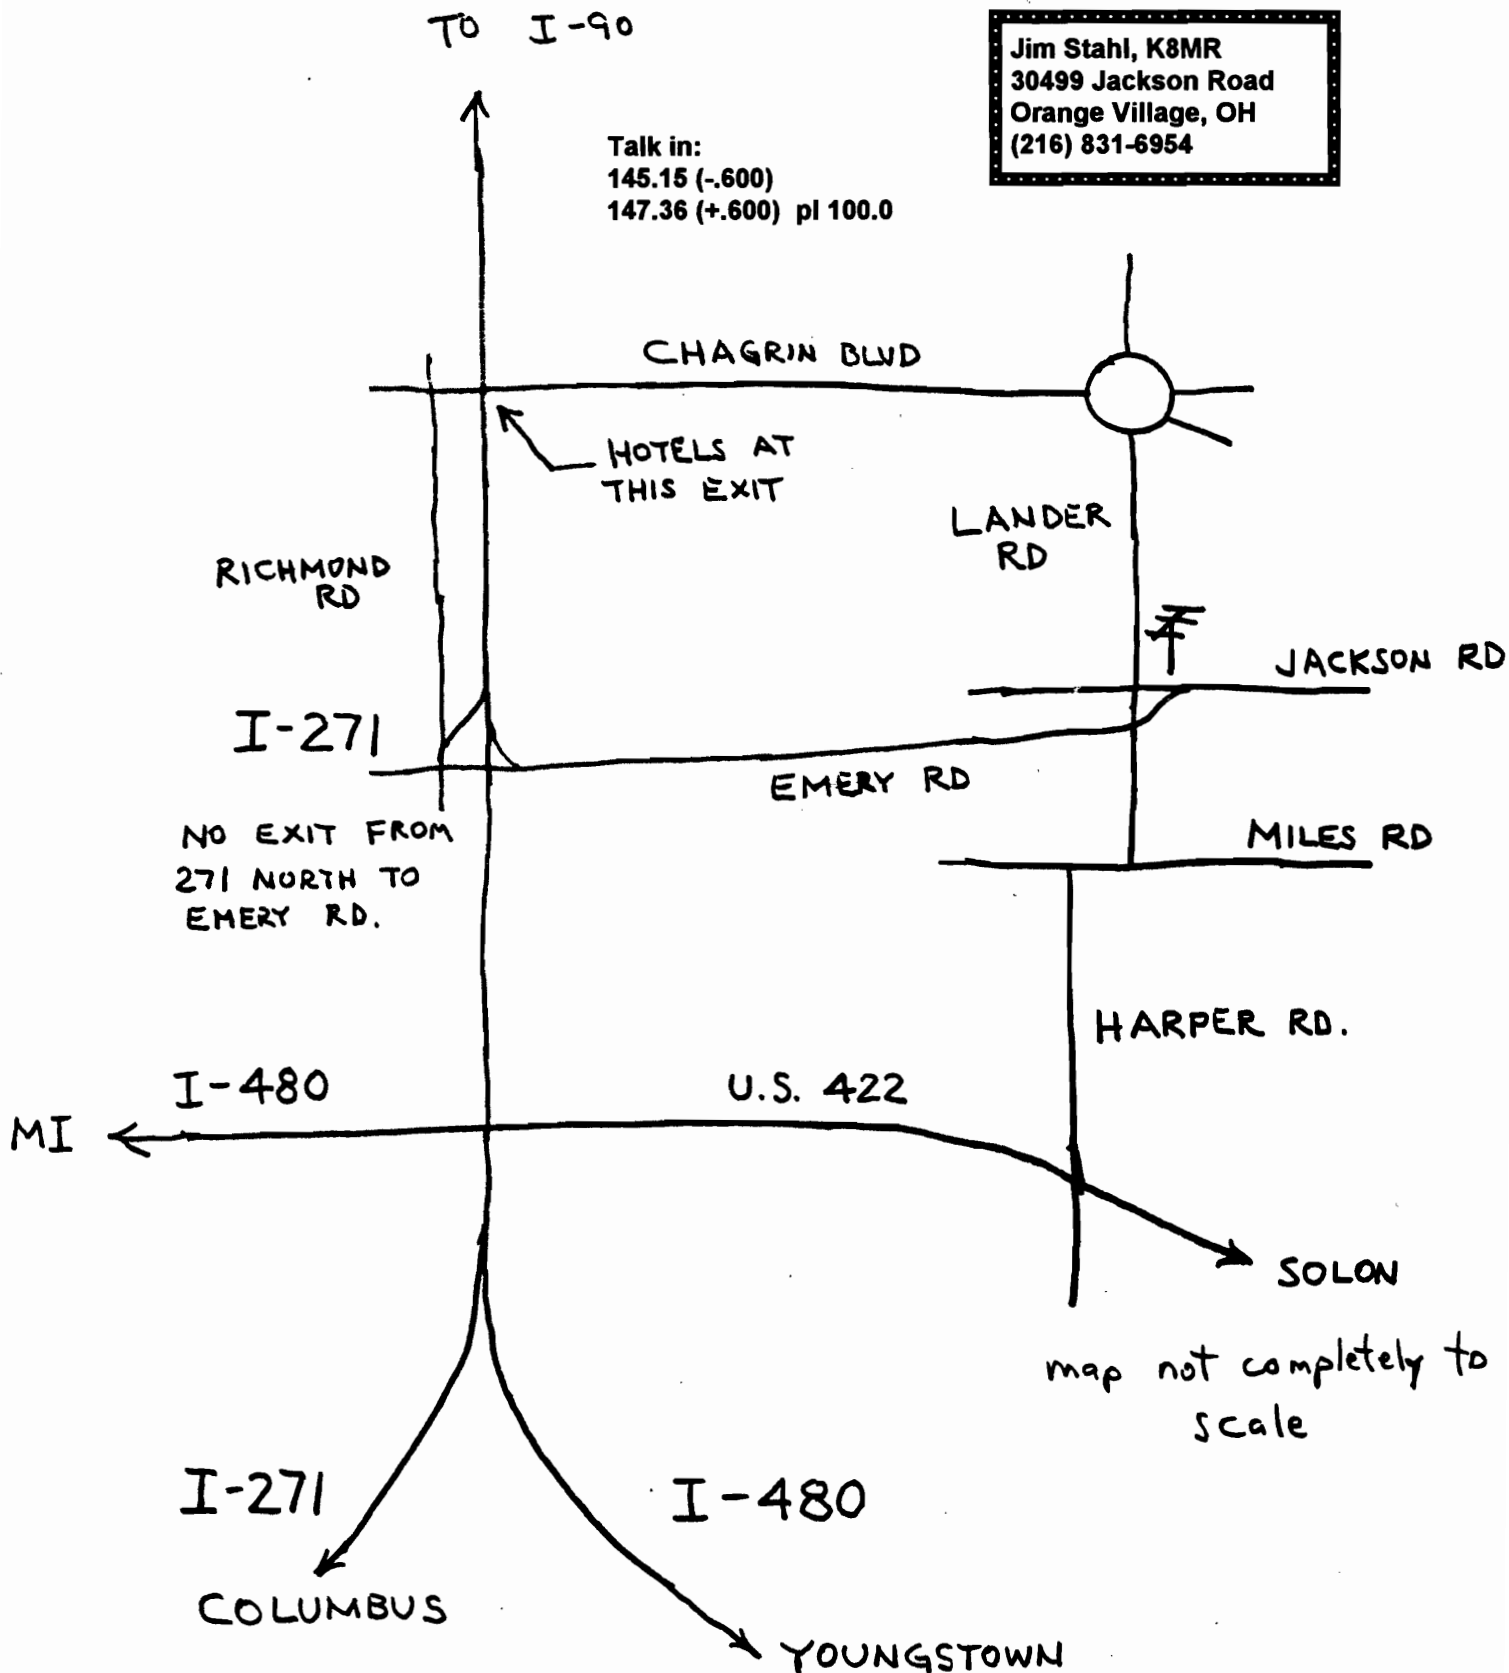 TO I-90
Jim Stahl, K8MR
30499 Jackson Road
Orange Village, OH
(216) 831-6954
Talk in:
145.15 (-.600)
147.36 (+.600) pl 100.0
CHAGRIN BLVD
HOTELS AT
THIS EXIT
LANDER
RD
RICHMOND
RD
JACKSON RD
I-271
EMERY RD
MILES RD
NO EXIT FROM
271 NORTH TO
EMERY RD.
HARPER RD.
I-480
U.S. 422
MI
SOLON
map not completely to
scale
I-271
I-480
COLUMBUS
YOUNGSTOWN